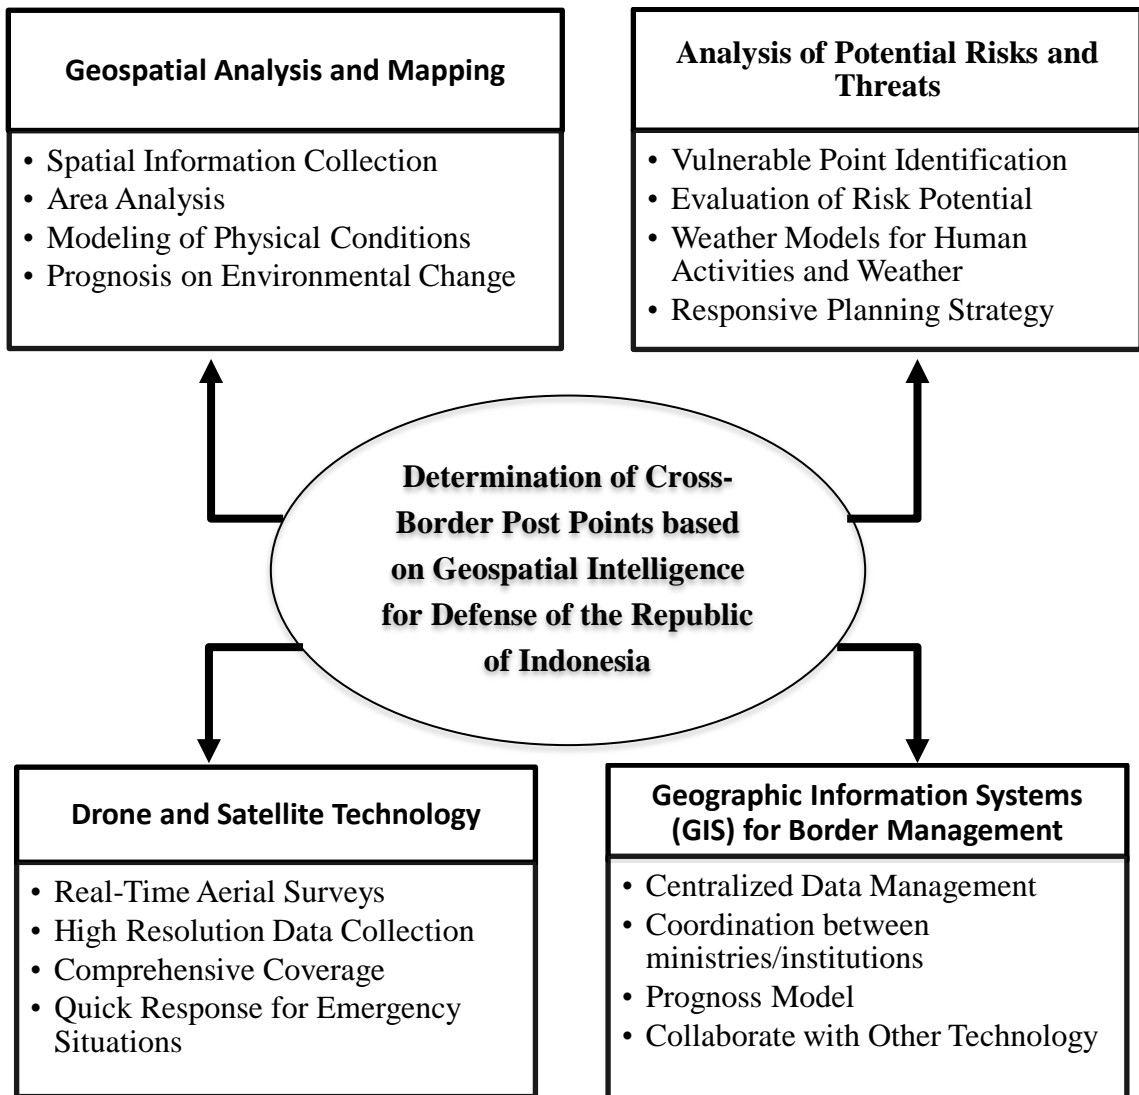 Geospatial Analysis and Mapping
• Spatial Information Collection
• Area Analysis
• Modeling of Physical Conditions
• Prognosis on Environmental Change
Analysis of Potential Risks and
Threats
• Vulnerable Point Identification
• Evaluation of Risk Potential
• Weather Models for Human
Activities and Weather
• Responsive Planning Strategy
Determination of Cross-
Border Post Points based
on Geospatial Intelligence
for Defense of the Republic
of Indonesia
Drone and Satellite Technology
• Real-Time Aerial Surveys
• High Resolution Data Collection
• Comprehensive Coverage
• Quick Response for Emergency
Situations
Geographic Information Systems
(GIS) for Border Management
• Centralized Data Management
• Coordination between
ministries/institutions
• Prognoss Model
• Collaborate with Other Technology